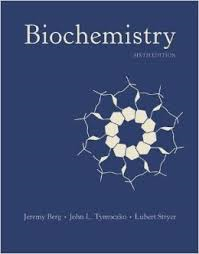 Biochemistry
SIXTH EDITION
Jeremy Berg • John L. Tymoczko • Lubert Stryer